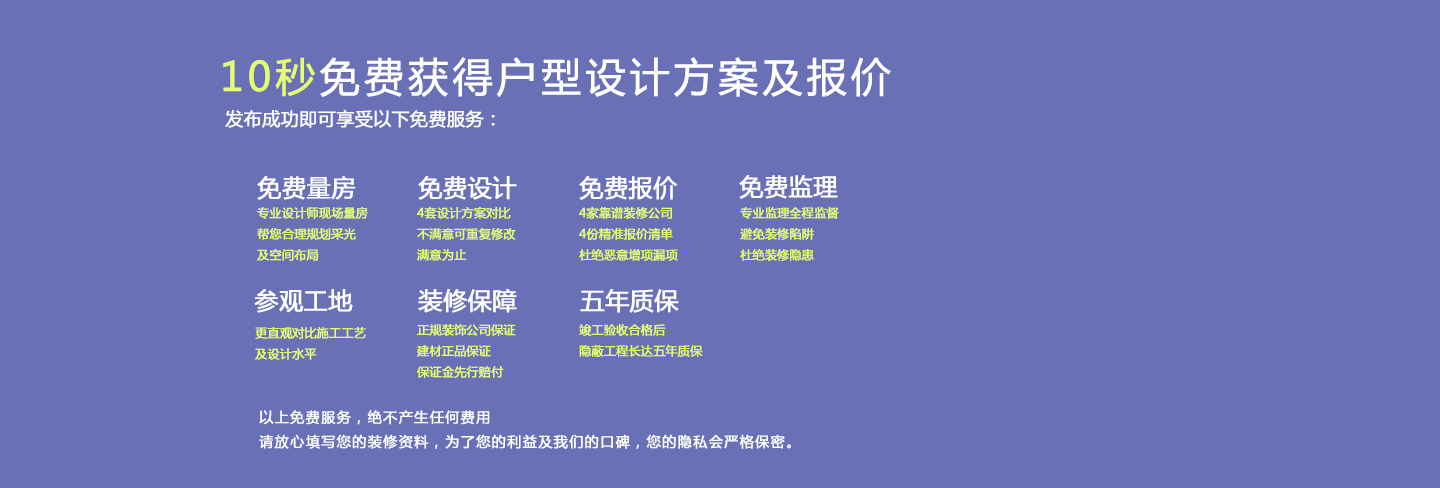 10秒免费获得户型设计方案及报价
发布成功即可享受以下免费服务：
免费量房
专业设计师现场量房
帮您合理规划采光
及空间布局
免费设计
4套设计方案对比
不满意可重复修改
满意为止
免费报价
4家靠谱装修公司
4份精准报价清单
杜绝恶意增项漏项
免费监理
专业监理全程监督
避免装修陷阱
杜绝装修隐患
参观工地
更直观对比施工工艺
及设计水平
装修保障
正规装饰公司保证
建材正品保证
保证金先行赔付
五年质保
竣工验收合格后
隐蔽工程长达五年质保
以上免费服务，绝不产生任何费用
请放心填写您的装修资料，为了您的利益及我们的口碑，您的隐私会严格保密。